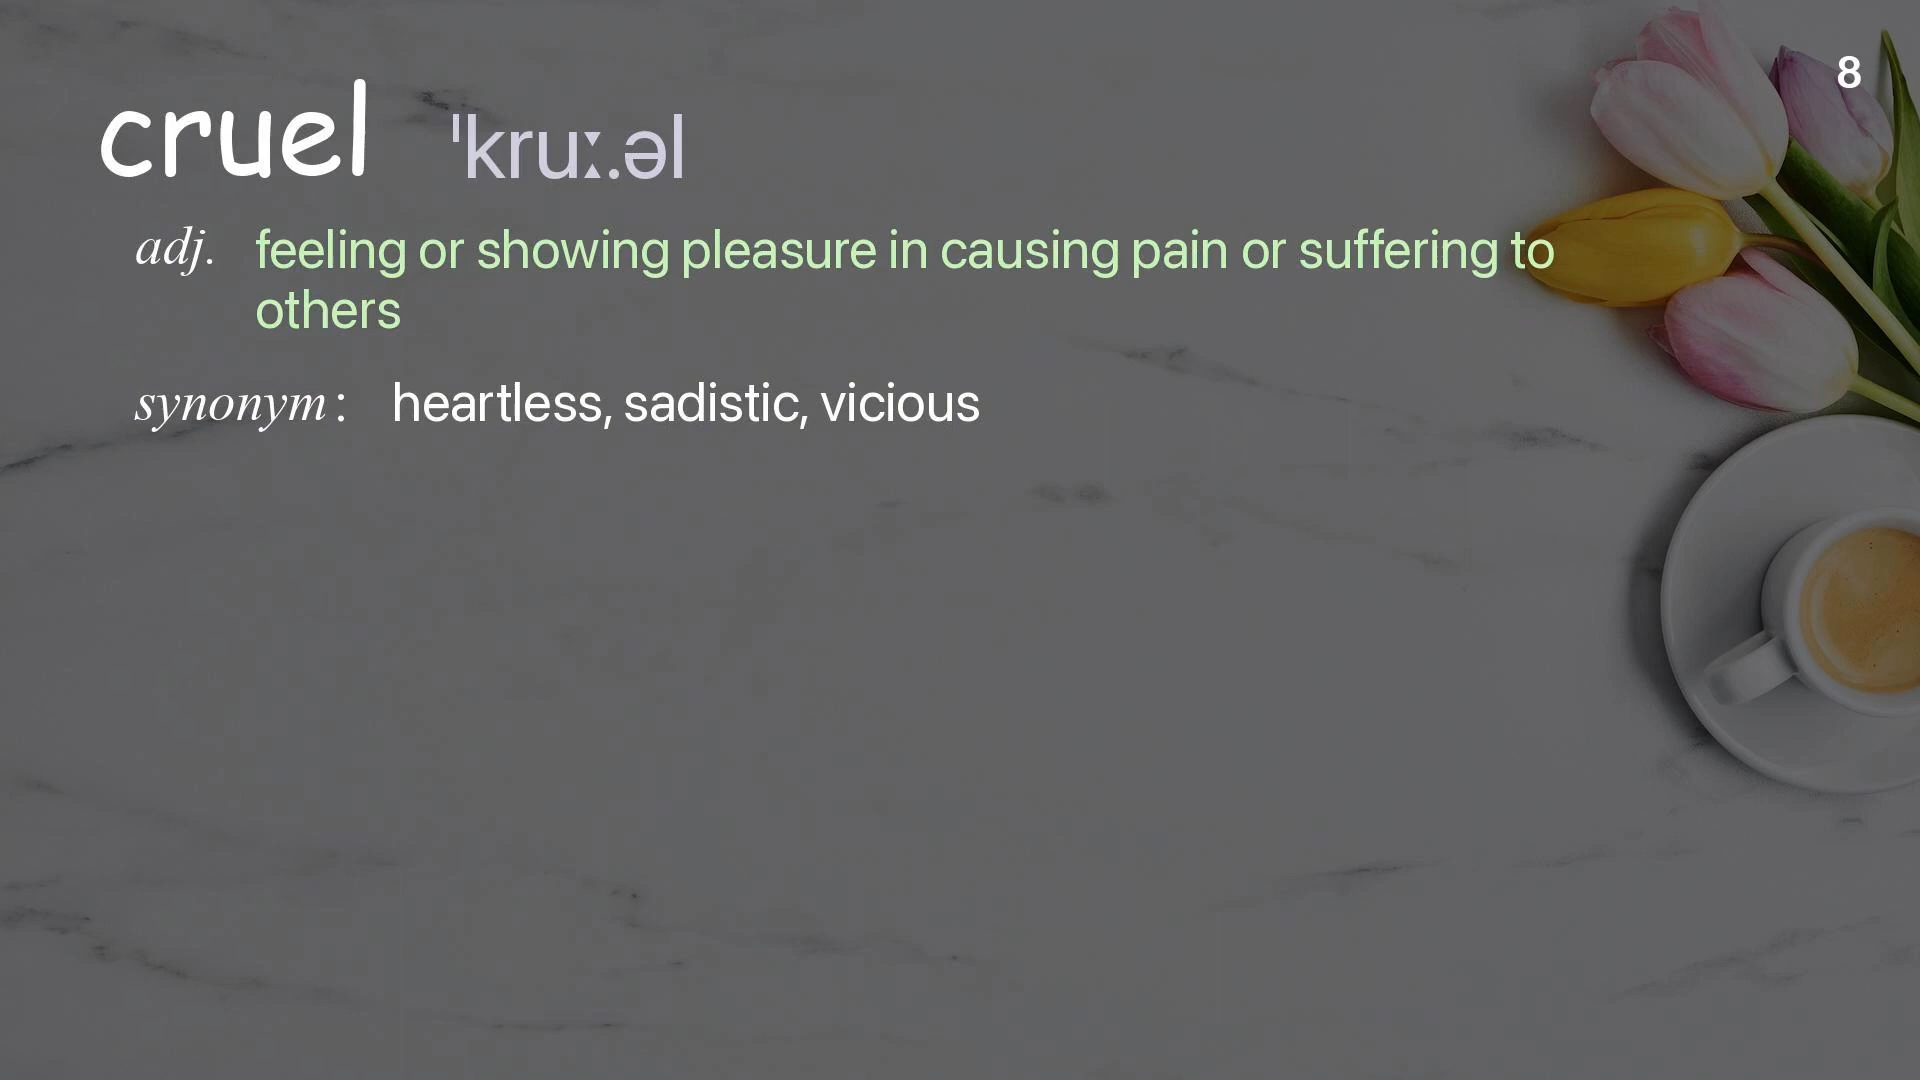 8
cruel ˈkruː.əl
adj. feeling or showing pleasure in causing pain or suffering to
others
synonym : heartless, sadistic, vicious